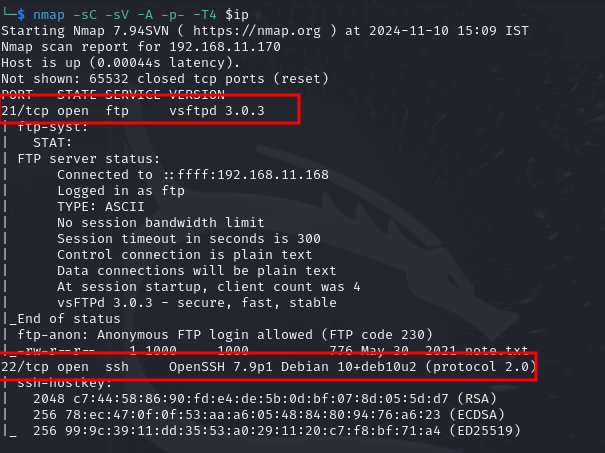 └─$ nmap -sC -sV -A -p- -T4 $ip
Starting Nmap 7.94SVN ( https://nmap.org ) at 2024-11-10 15:09 IST
Nmap scan report for 192.168.11.170
Host is up (0.00044s latency).
Not shown: 65532 closed tcp ports (reset)
PORT   STATE SERVICE VERSION
21/tcp open  ftp     vsftpd 3.0.3
| ftp-syst:
|   STAT:
| FTP server status:
|      Connected to ::ffff:192.168.11.168
|      Logged in as ftp
|      TYPE: ASCII
|      No session bandwidth limit
|      Session timeout in seconds is 300
|      Control connection is plain text
|      Data connections will be plain text
|      At session startup, client count was 4
|      vsFTPd 3.0.3 - secure, fast, stable
|_End of status
| ftp-anon: Anonymous FTP login allowed (FTP code 230)
|_-rw-r--r--    1 1000     1000          776 May 30  2021 note.txt
22/tcp open  ssh     OpenSSH 7.9p1 Debian 10+deb10u2 (protocol 2.0)
| ssh-hostkey:
|   2048 c7:44:58:86:90:fd:e4:de:5b:0d:bf:07:8d:05:5d:d7 (RSA)
|   256 78:ec:47:0f:0f:53:aa:a6:05:48:84:80:94:76:a6:23 (ECDSA)
|_  256 99:9c:39:11:dd:35:53:a0:29:11:20:c7:f8:bf:71:a4 (ED25519)